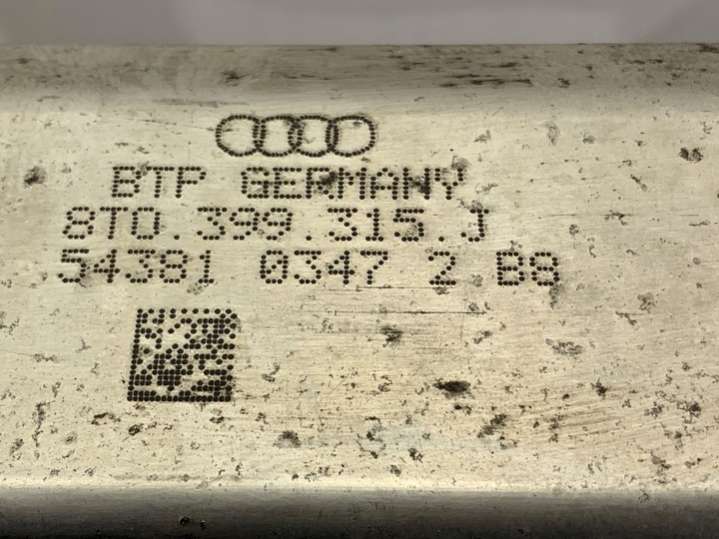 BTP GERMANY
8T0.399.315.J
54381 0347 2 B8